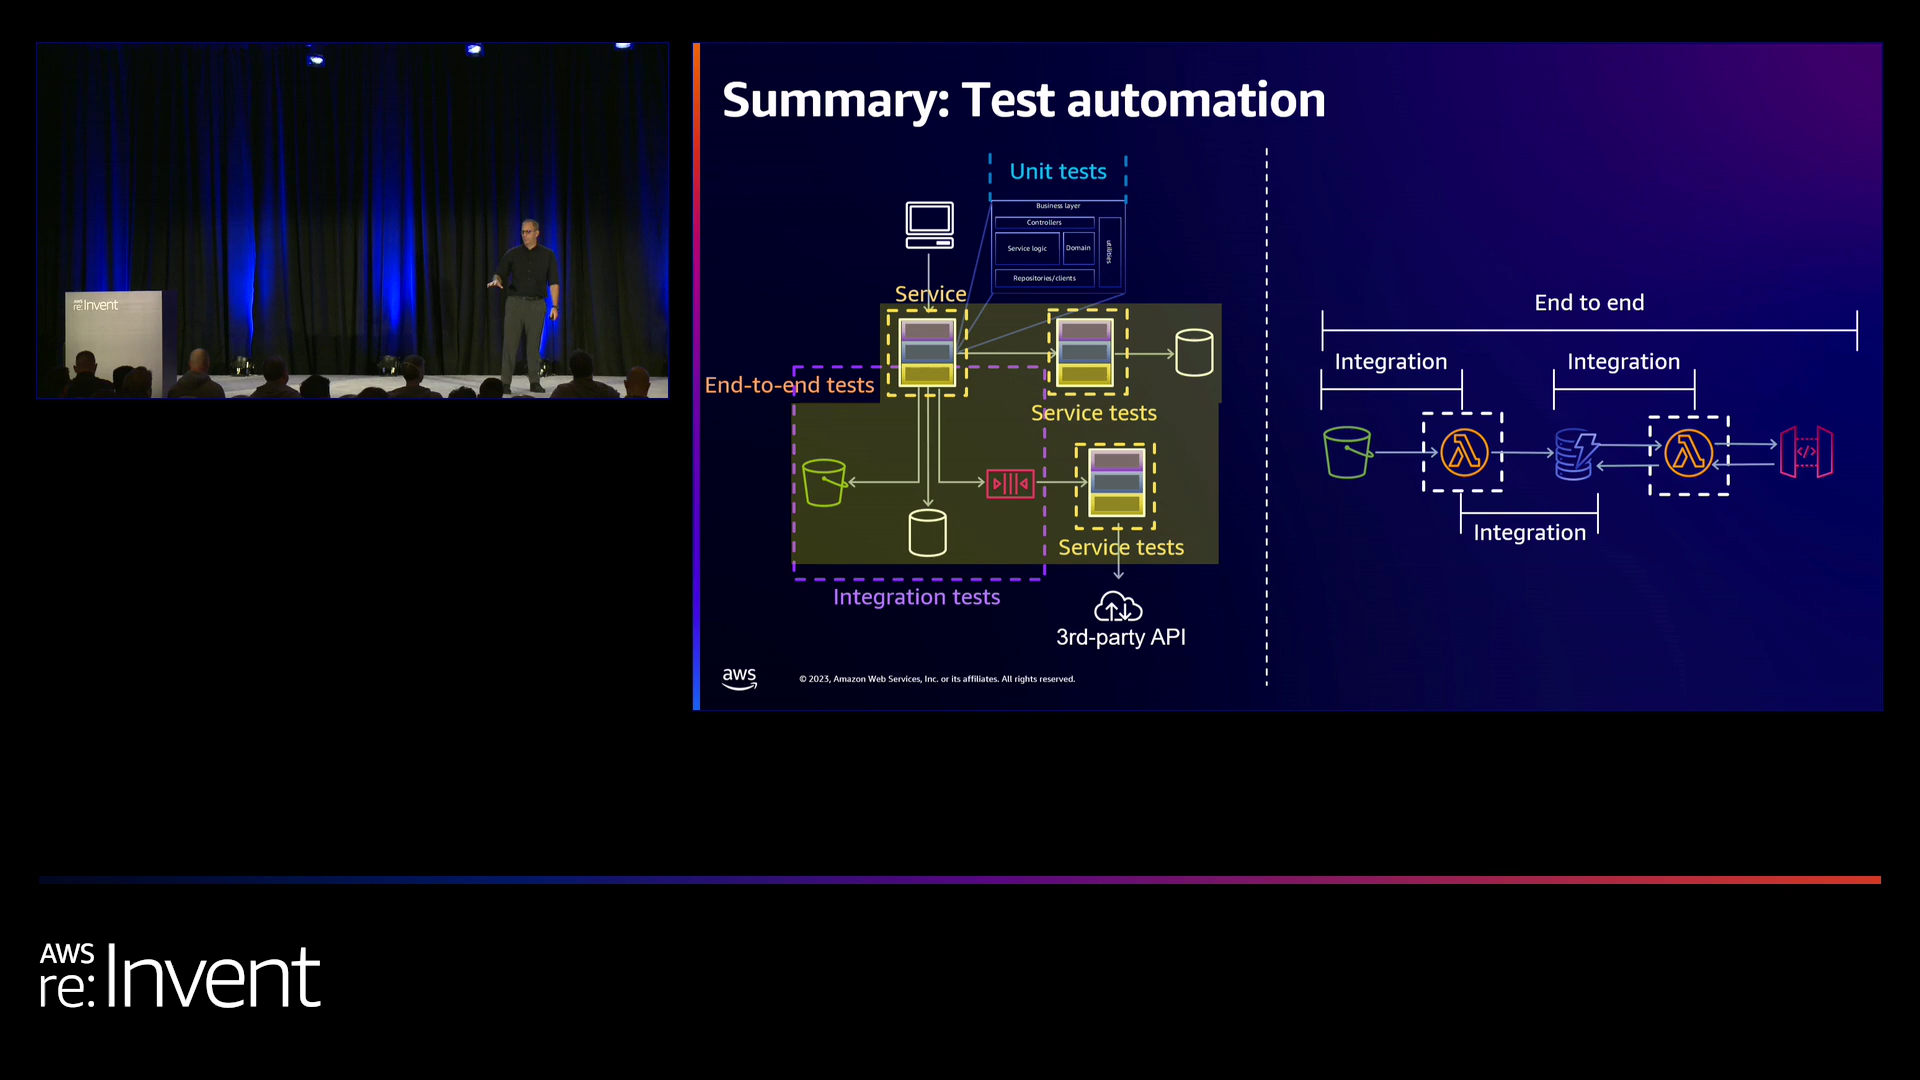 aws
re:Invent
Summary: Test automation
Unit tests
Business layer
Controllers
Service logic
Domain
utilities
Repositories/clients
Service
End-to-end tests
Service tests
Service tests
Integration tests
3rd-party API
End to end
Integration
Integration
Integration
aws
© 2023, Amazon Web Services, Inc. or its affiliates. All rights reserved.
AWS
re:Invent